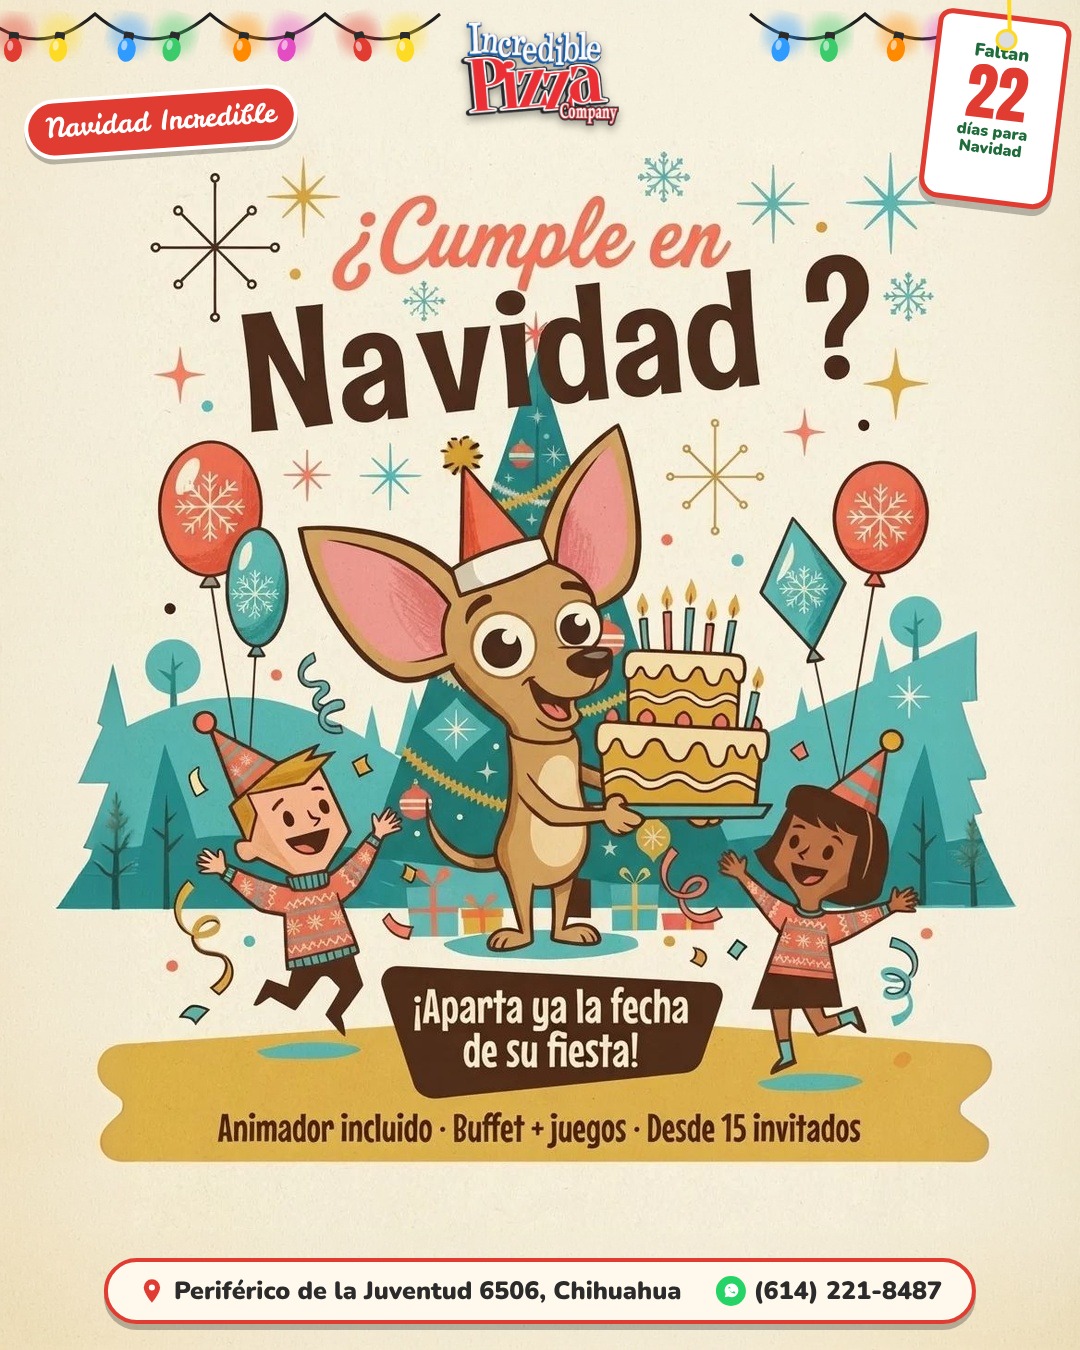 Incredible
Pizza
Company
Faltan
22
días para
Navidad
Navidad Incredible
¿Cumple en
Navidad ?
¡Aparta ya la fecha
de su fiesta!
Animador incluido · Buffet + juegos · Desde 15 invitados
Periférico de la Juventud 6506, Chihuahua (614) 221-8487